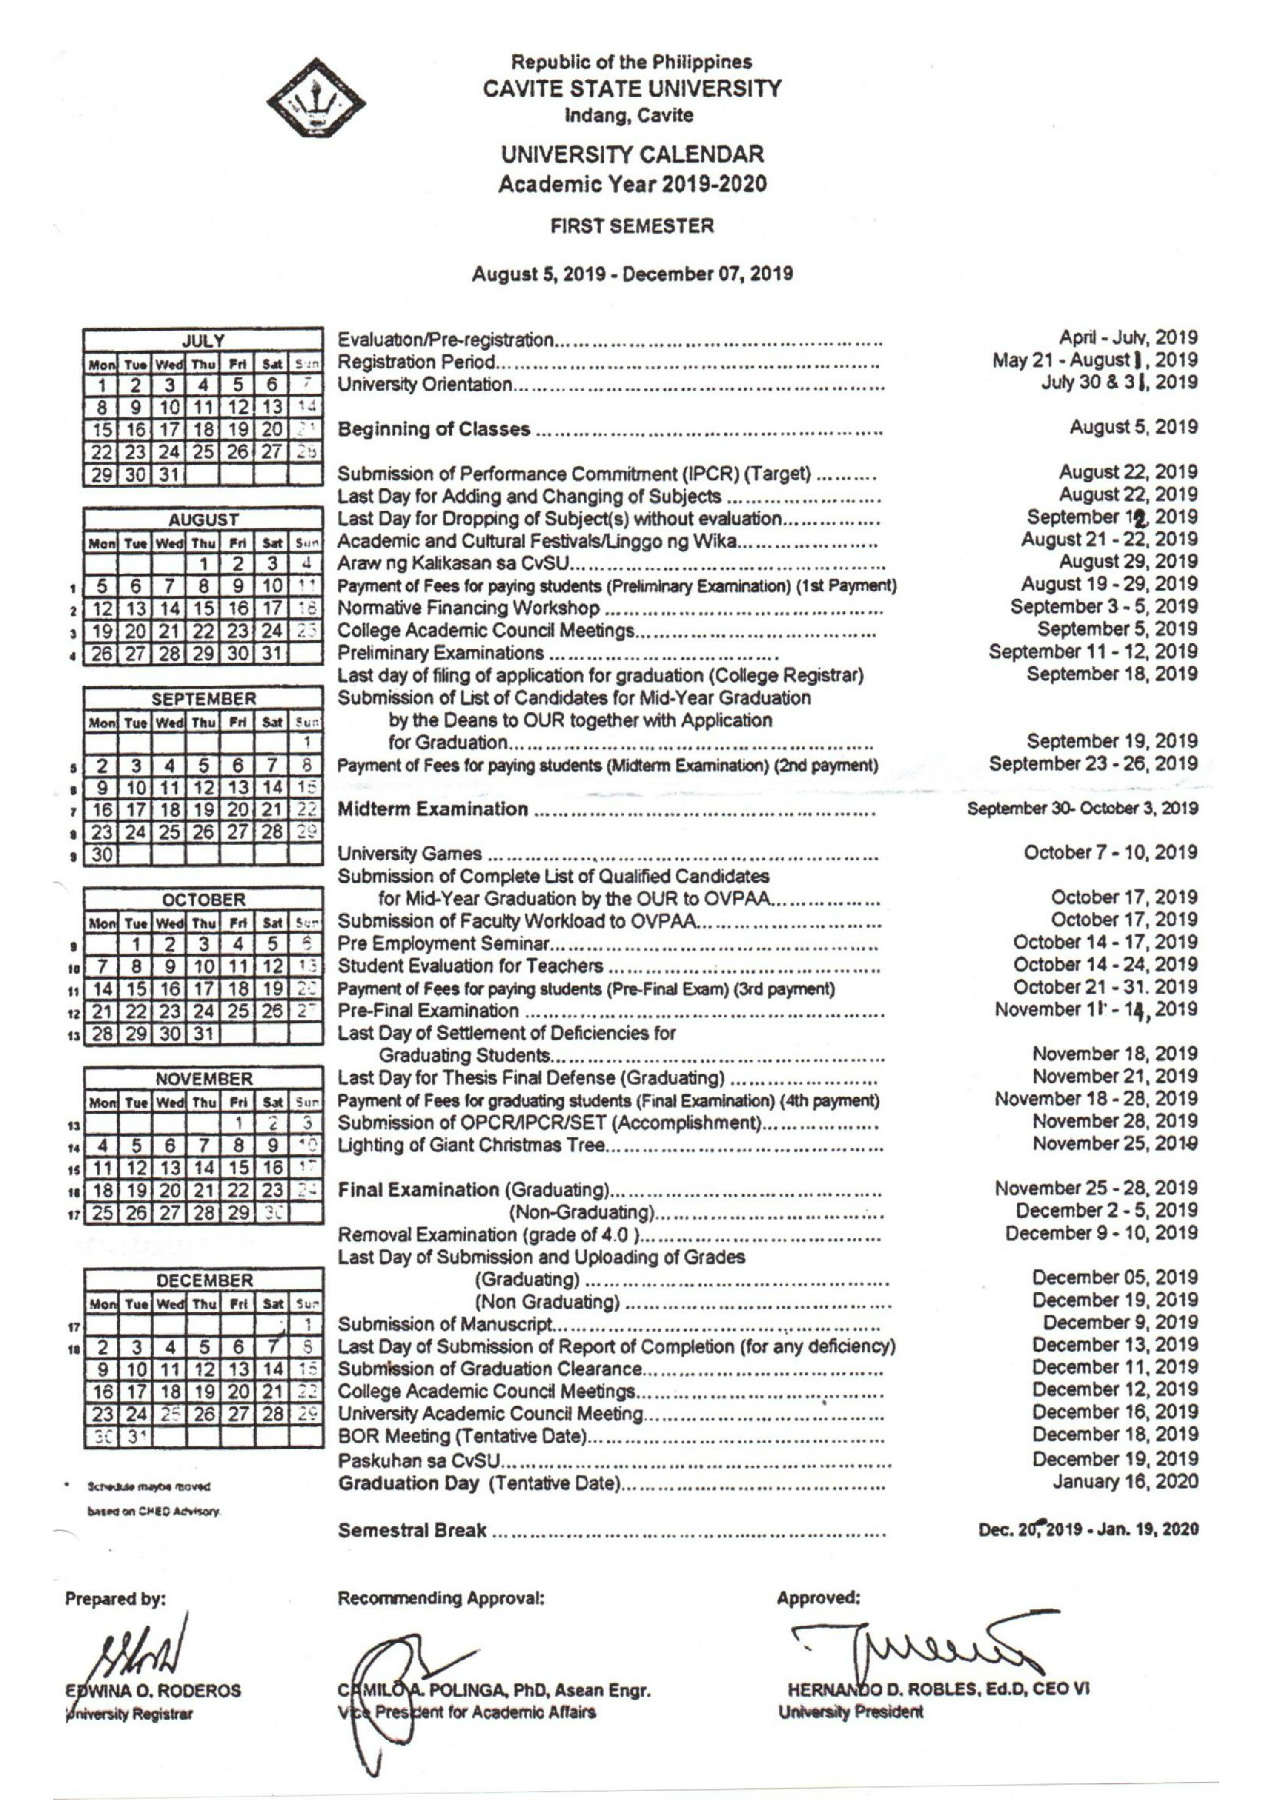 Republic of the Philippines
CAVITE STATE UNIVERSITY
Indang, Cavite
UNIVERSITY CALENDAR
Academic Year 2019-2020
FIRST SEMESTER
August 5, 2019 - December 07, 2019
JULY
Mon Tue Wed Thu Fri Sat Sun
1 2 3 4 5 6 7
8 9 10 11 12 13 14
15 16 17 18 19 20 21
22 23 24 25 26 27 28
29 30 31
AUGUST
Mon Tue Wed Thu Fri Sat Sun
1 2 3 4
1 5 6 7 8 9 10 11
2 12 13 14 15 16 17 18
3 19 20 21 22 23 24 25
4 26 27 28 29 30 31
SEPTEMBER
Mon Tue Wed Thu Fri Sat Sun
1
5 2 3 4 5 6 7 8
6 9 10 11 12 13 14 15
7 16 17 18 19 20 21 22
8 23 24 25 26 27 28 29
9 30
OCTOBER
Mon Tue Wed Thu Fri Sat Sun
9 1 2 3 4 5 6
10 7 8 9 10 11 12 13
11 14 15 16 17 18 19 20
12 21 22 23 24 25 26 27
13 28 29 30 31
NOVEMBER
Mon Tue Wed Thu Fri Sat Sun
13 1 2 3
14 4 5 6 7 8 9 10
15 11 12 13 14 15 16 17
16 18 19 20 21 22 23 24
17 25 26 27 28 29 30
DECEMBER
Mon Tue Wed Thu Fri Sat Sun
17 1
18 2 3 4 5 6 7 8
9 10 11 12 13 14 15
16 17 18 19 20 21 22
23 24 25 26 27 28 29
30 31
* Schedule maybe moved
based on CHED Advisory.
Evaluation/Pre-registration.......... April - July, 2019
Registration Period.......... May 21 - August 1, 2019
University Orientation.......... July 30 & 31, 2019
Beginning of Classes .......... August 5, 2019
Submission of Performance Commitment (IPCR) (Target) .......... August 22, 2019
Last Day for Adding and Changing of Subjects .......... August 22, 2019
Last Day for Dropping of Subject(s) without evaluation.......... September 12, 2019
Academic and Cultural Festivals/Linggo ng Wika.......... August 21 - 22, 2019
Araw ng Kalikasan sa CvSU.......... August 29, 2019
Payment of Fees for paying students (Preliminary Examination) (1st Payment) August 19 - 29, 2019
Normative Financing Workshop .......... September 3 - 5, 2019
College Academic Council Meetings.......... September 5, 2019
Preliminary Examinations .......... September 11 - 12, 2019
Last day of filing of application for graduation (College Registrar) September 18, 2019
Submission of List of Candidates for Mid-Year Graduation
by the Deans to OUR together with Application
for Graduation.......... September 19, 2019
Payment of Fees for paying students (Midterm Examination) (2nd payment) September 23 - 26, 2019
Midterm Examination .......... September 30- October 3, 2019
University Games .......... October 7 - 10, 2019
Submission of Complete List of Qualified Candidates
for Mid-Year Graduation by the OUR to OVPAA.......... October 17, 2019
Submission of Faculty Workload to OVPAA.......... October 17, 2019
Pre Employment Seminar.......... October 14 - 17, 2019
Student Evaluation for Teachers .......... October 14 - 24, 2019
Payment of Fees for paying students (Pre-Final Exam) (3rd payment) October 21 - 31. 2019
Pre-Final Examination .......... November 11 - 14, 2019
Last Day of Settlement of Deficiencies for
Graduating Students.......... November 18, 2019
Last Day for Thesis Final Defense (Graduating) .......... November 21, 2019
Payment of Fees for graduating students (Final Examination) (4th payment) November 18 - 28, 2019
Submission of OPCR/IPCR/SET (Accomplishment).......... November 28, 2019
Lighting of Giant Christmas Tree.......... November 25, 2019
Final Examination (Graduating).......... November 25 - 28, 2019
(Non-Graduating).......... December 2 - 5, 2019
Removal Examination (grade of 4.0 ).......... December 9 - 10, 2019
Last Day of Submission and Uploading of Grades
(Graduating) .......... December 05, 2019
(Non Graduating) .......... December 19, 2019
Submission of Manuscript.......... December 9, 2019
Last Day of Submission of Report of Completion (for any deficiency) December 13, 2019
Submission of Graduation Clearance.......... December 11, 2019
College Academic Council Meetings.......... December 12, 2019
University Academic Council Meeting.......... December 16, 2019
BOR Meeting (Tentative Date).......... December 18, 2019
Paskuhan sa CvSU.......... December 19, 2019
Graduation Day (Tentative Date).......... January 16, 2020
Semestral Break .......... Dec. 20, 2019 - Jan. 19, 2020
Prepared by: Recommending Approval: Approved:
EDWINA O. RODEROS CAMILO A. POLINGA, PhD, Asean Engr. HERNANDO D. ROBLES, Ed.D, CEO VI
University Registrar Vice President for Academic Affairs University President